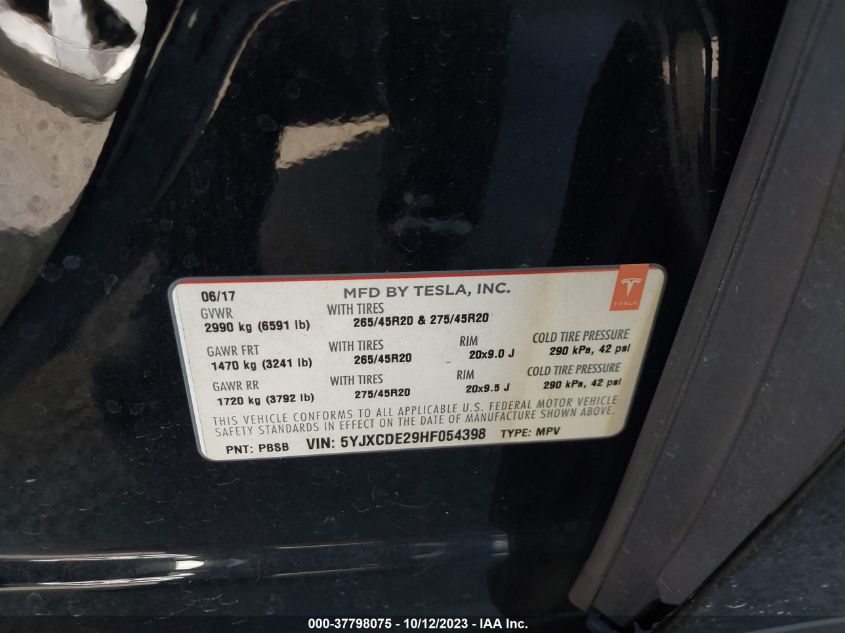 06/17 MFD BY TESLA, INC.
GVWR WITH TIRES
2990 kg (6591 lb) 265/45R20 & 275/45R20
GAWR FRT WITH TIRES RIM COLD TIRE PRESSURE
1470 kg (3241 lb) 265/45R20 20x9.0 J 290 kPa, 42 psi
GAWR RR WITH TIRES RIM COLD TIRE PRESSURE
1720 kg (3792 lb) 275/45R20 20x9.5 J 290 kPa, 42 psi
THIS VEHICLE CONFORMS TO ALL APPLICABLE U.S. FEDERAL MOTOR VEHICLE
SAFETY STANDARDS IN EFFECT ON THE DATE OF MANUFACTURE SHOWN ABOVE.
PNT: PBSB VIN: 5YJXCDE29HF054398 TYPE: MPV
TESLA
000-37798075 - 10/12/2023 - IAA Inc.